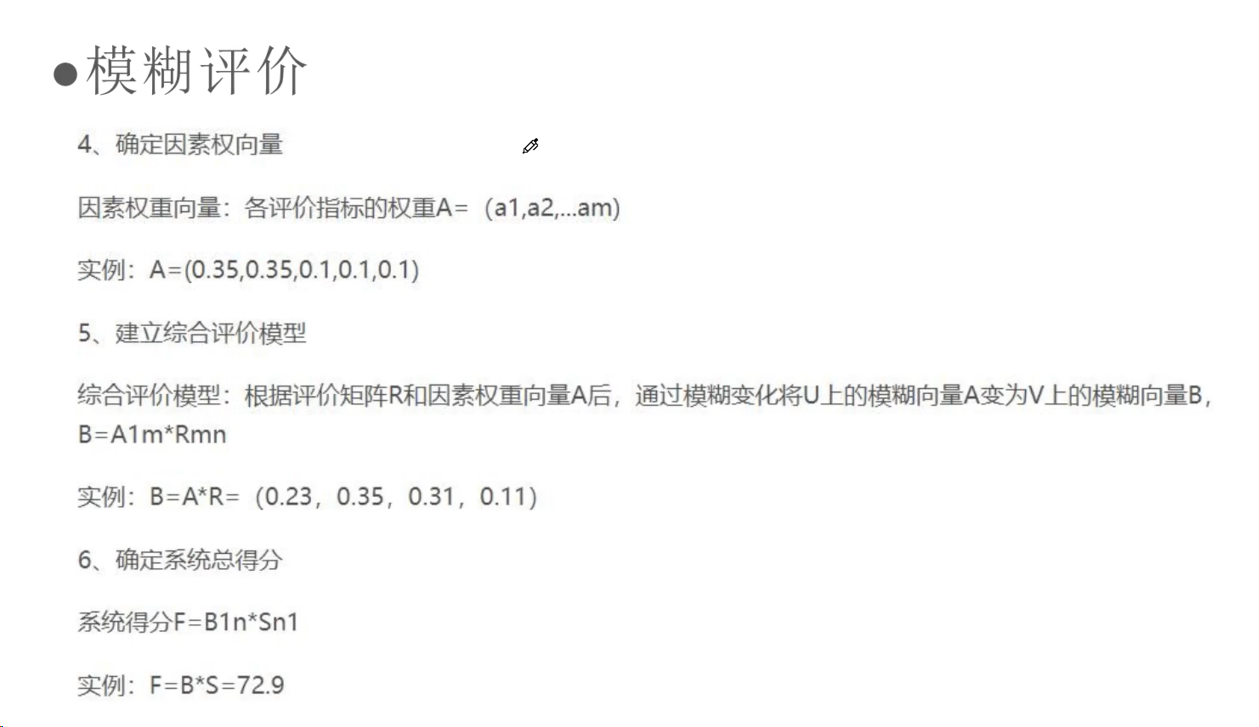 ●模糊评价
4、确定因素权向量
因素权重向量：各评价指标的权重A=（a1,a2,...am)
实例：A=(0.35,0.35,0.1,0.1,0.1)
5、建立综合评价模型
综合评价模型：根据评价矩阵R和因素权重向量A后，通过模糊变化将U上的模糊向量A变为V上的模糊向量B，
B=A1m*Rmn
实例：B=A*R=（0.23，0.35，0.31，0.11）
6、确定系统总得分
系统得分F=B1n*Sn1
实例：F=B*S=72.9